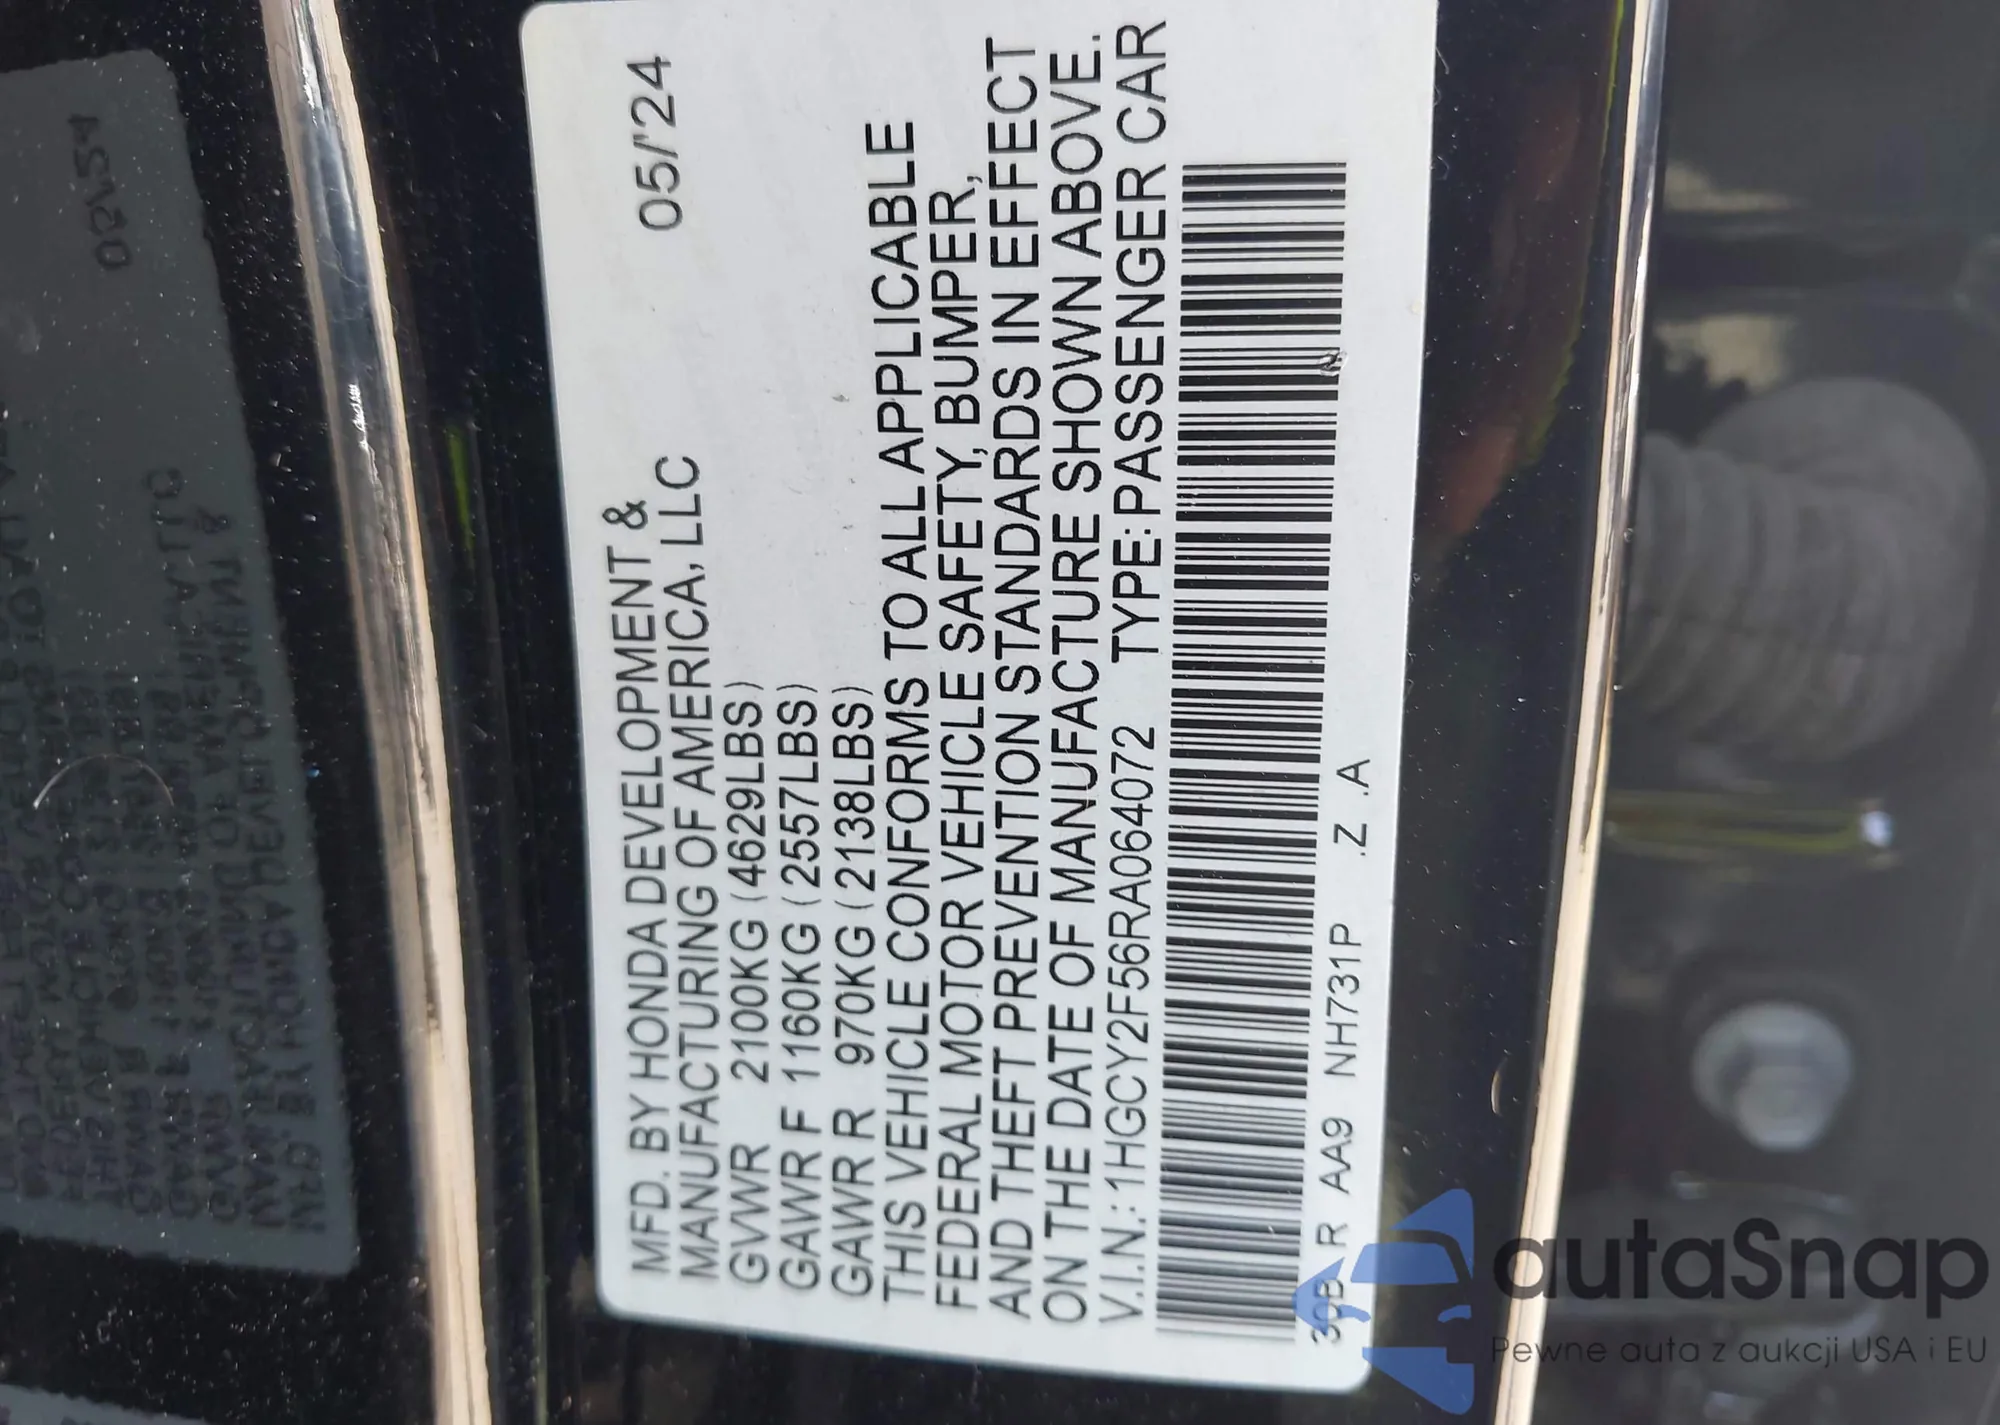 MFD. BY HONDA DEVELOPMENT & 05/'24
MANUFACTURING OF AMERICA, LLC
GVWR 2100KG (4629LBS)
GAWR F 1160KG (2557LBS)
GAWR R 970KG (2138LBS)
THIS VEHICLE CONFORMS TO ALL APPLICABLE
FEDERAL MOTOR VEHICLE SAFETY, BUMPER,
AND THEFT PREVENTION STANDARDS IN EFFECT
ON THE DATE OF MANUFACTURE SHOWN ABOVE.
V.I.N.: 1HGCY2F56RA064072 TYPE: PASSENGER CAR
R AA9 NH731P .Z .A
autaSnap
Pewne auta z aukcji USA i EU